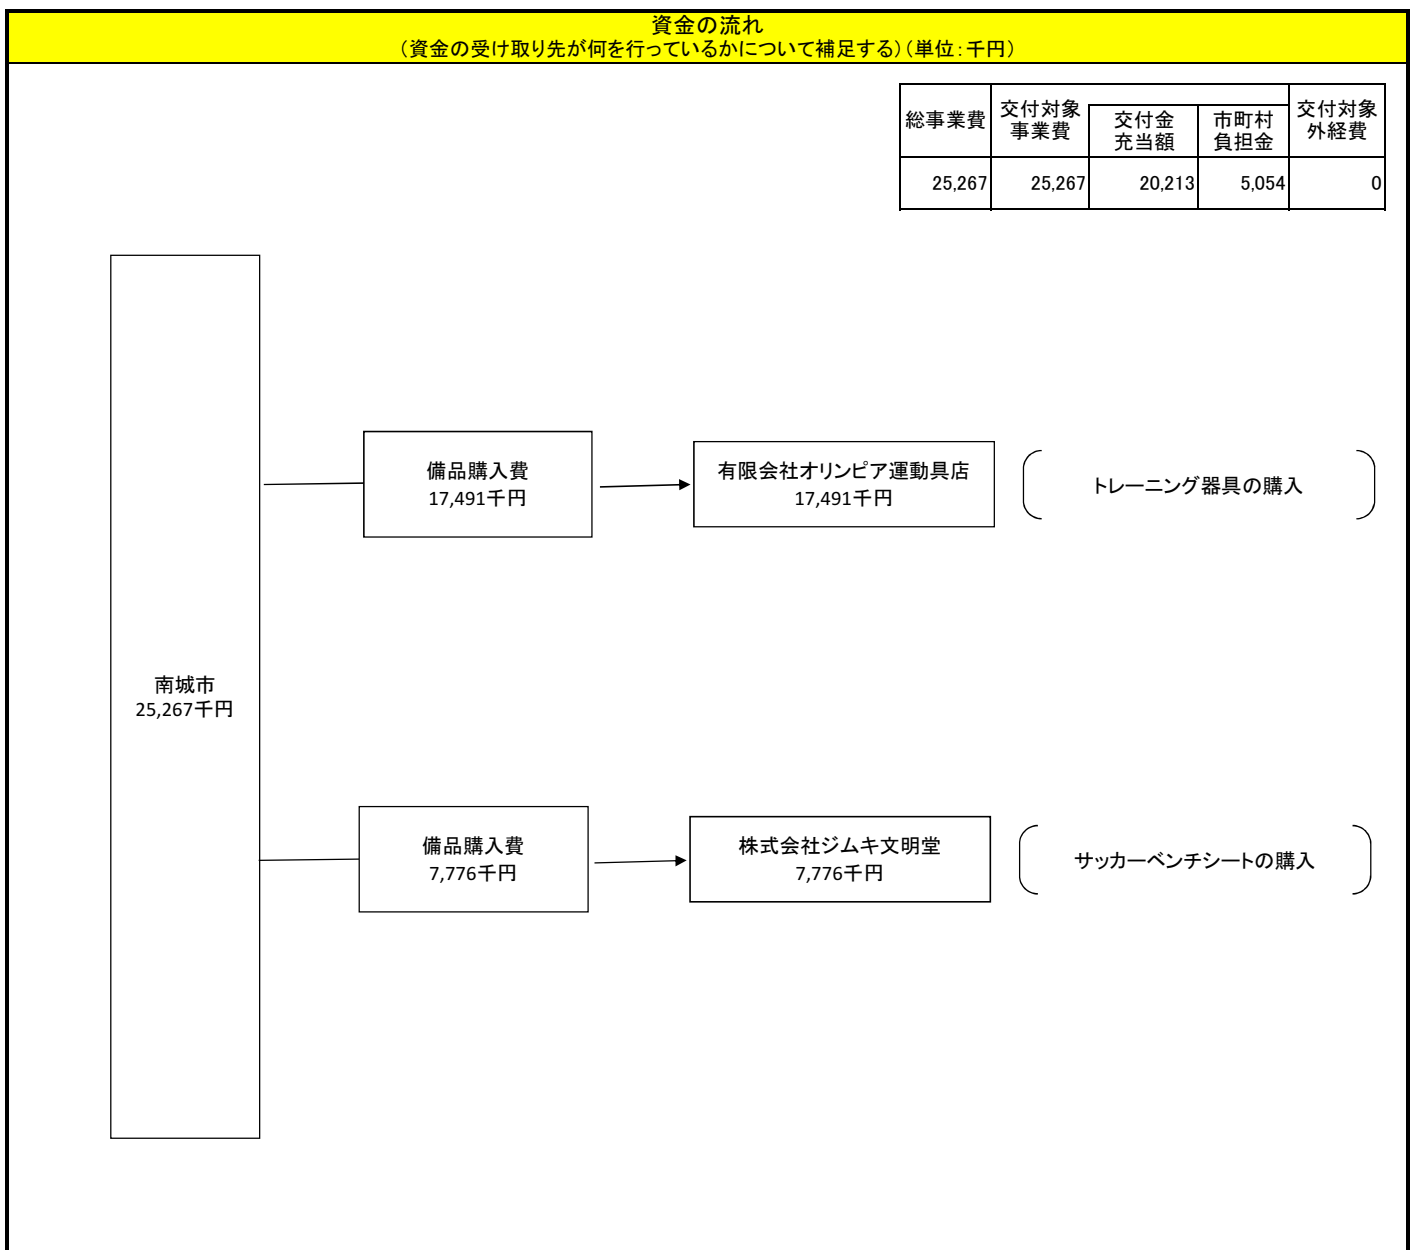 資金の流れ
（資金の受け取り先が何を行っているかについて補足する）（単位：千円）
総事業費
交付対象
事業費
交付金
充当額
市町村
負担金
交付対象
外経費
25,267
25,267
20,213
5,054
0
備品購入費
17,491千円
有限会社オリンピア運動具店
17,491千円
トレーニング器具の購入
南城市
25,267千円
備品購入費
7,776千円
株式会社ジムキ文明堂
7,776千円
サッカーベンチシートの購入